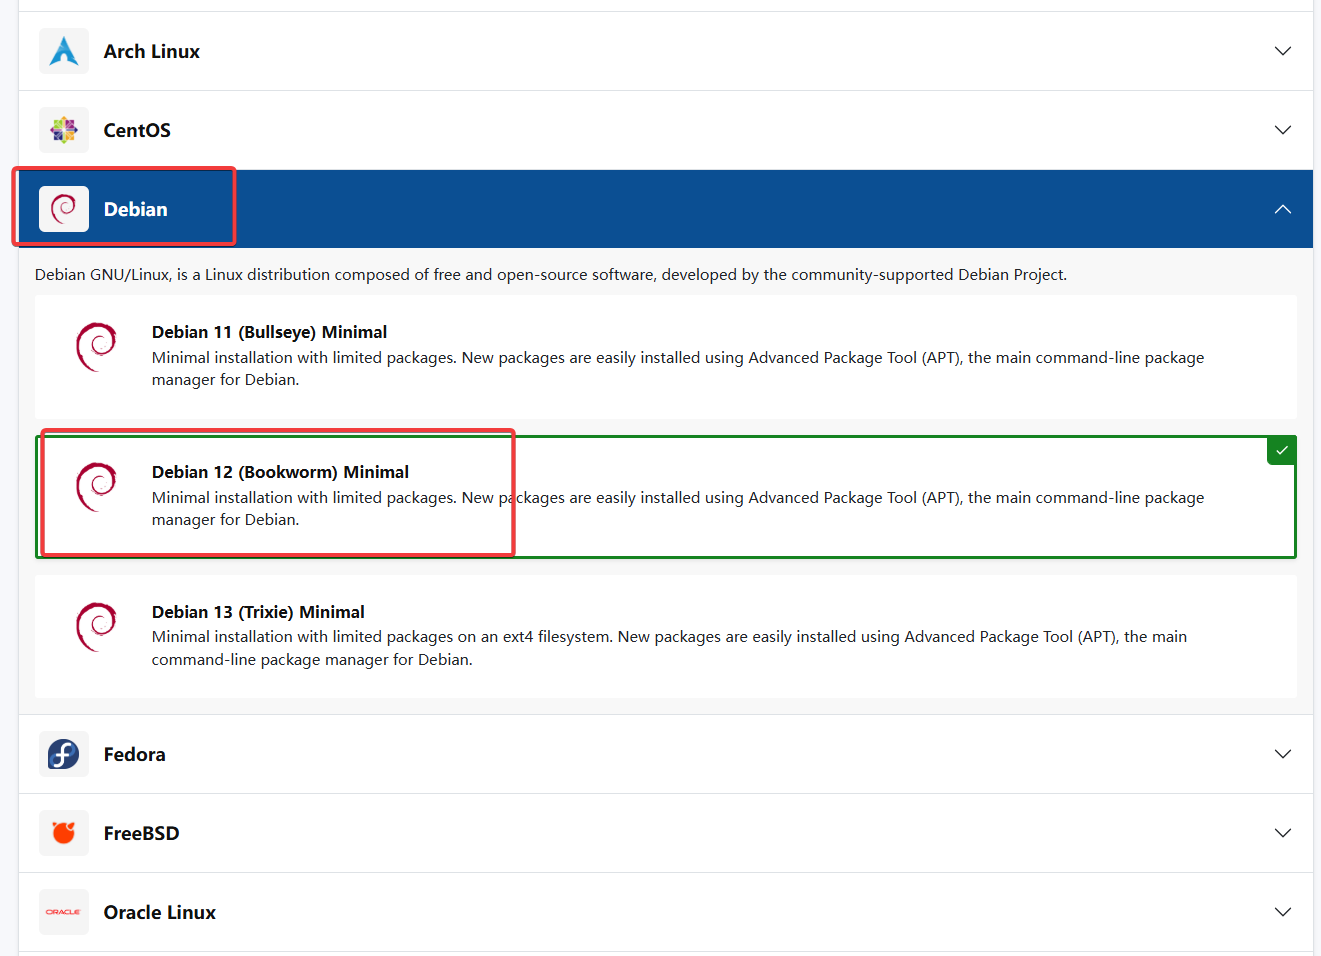 Arch Linux
CentOS
Debian
Debian GNU/Linux, is a Linux distribution composed of free and open-source software, developed by the community-supported Debian Project.
Debian 11 (Bullseye) Minimal
Minimal installation with limited packages. New packages are easily installed using Advanced Package Tool (APT), the main command-line package
manager for Debian.
Debian 12 (Bookworm) Minimal
Minimal installation with limited packages. New packages are easily installed using Advanced Package Tool (APT), the main command-line package
manager for Debian.
Debian 13 (Trixie) Minimal
Minimal installation with limited packages on an ext4 filesystem. New packages are easily installed using Advanced Package Tool (APT), the main
command-line package manager for Debian.
Fedora
FreeBSD
ORACLE
Oracle Linux